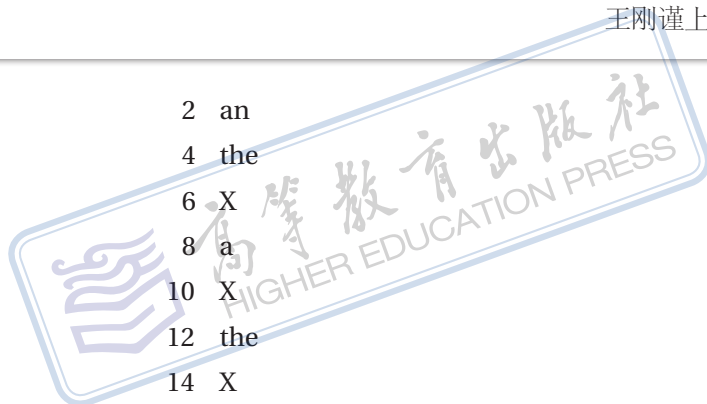 王刚谨上
2 an
4 the
6 X
8 a
10 X
12 the
14 X
高等教育出版社
HIGHER EDUCATION PRESS